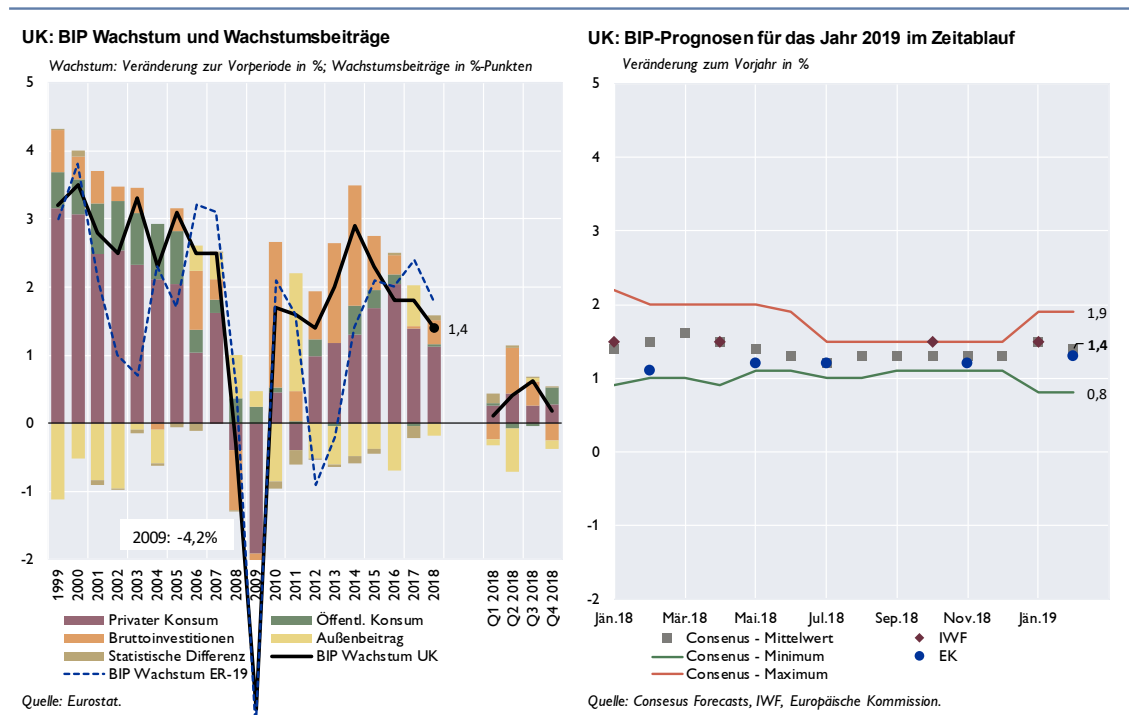 UK: BIP Wachstum und Wachstumsbeiträge
Wachstum: Veränderung zur Vorperiode in %; Wachstumsbeiträge in %-Punkten
5
4
3
2
1
0
-1
-2
1,4
2009: -4,2%
1999
2000
2001
2002
2003
2004
2005
2006
2007
2008
2009
2010
2011
2012
2013
2014
2015
2016
2017
2018
Q1 2018
Q2 2018
Q3 2018
Q4 2018
Privater Konsum
Öffentl. Konsum
Bruttoinvestitionen
Außenbeitrag
Statistische Differenz
BIP Wachstum UK
BIP Wachstum ER-19
Quelle: Eurostat.
UK: BIP-Prognosen für das Jahr 2019 im Zeitablauf
Veränderung zum Vorjahr in %
5
4
3
2
1
0
-1
-2
1,9
1,4
0,8
Jän.18
Mär.18
Mai.18
Jul.18
Sep.18
Nov.18
Jän.19
Consenus - Mittelwert
IWF
Consenus - Minimum
EK
Consenus - Maximum
Quelle: Consesus Forecasts, IWF, Europäische Kommission.